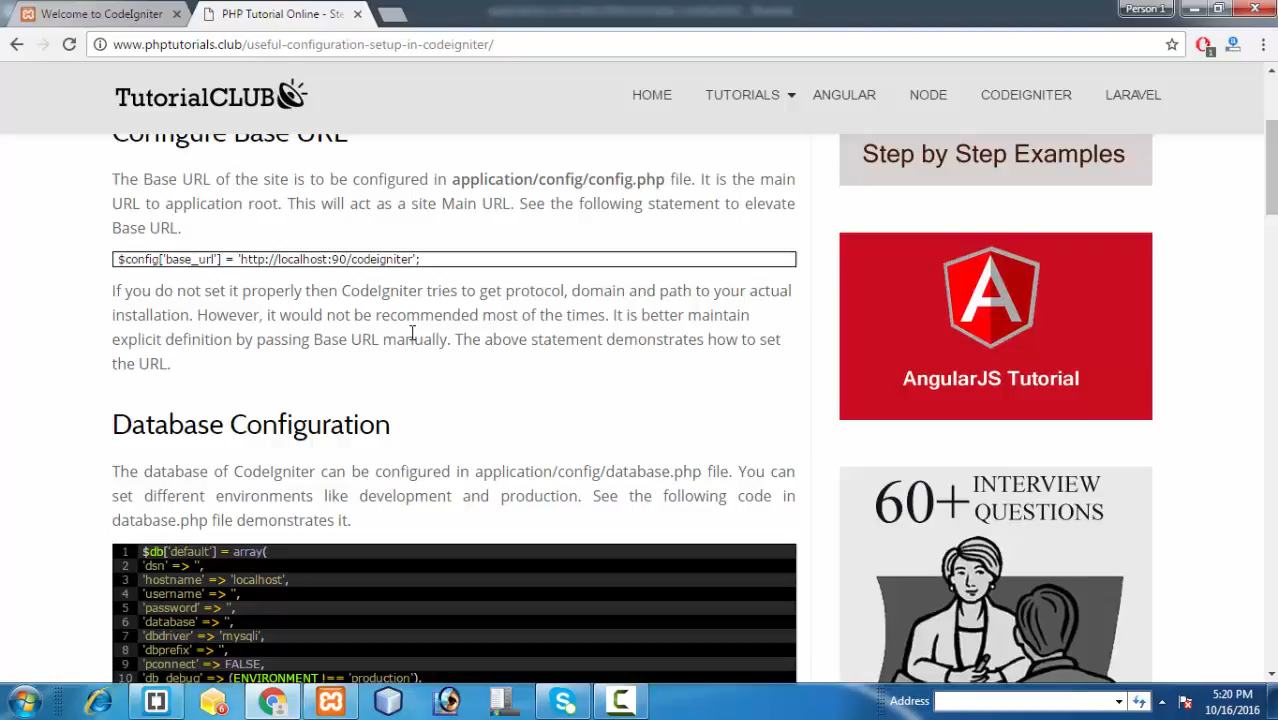 Welcome to CodeIgniter
PHP Tutorial Online - Ste
Person 1
www.phptutorials.club/useful-configuration-setup-in-codeigniter/
1
TutorialCLUB
HOME
TUTORIALS
ANGULAR
NODE
CODEIGNITER
LARAVEL
Configure Base URL
The Base URL of the site is to be configured in application/config/config.php file. It is the main
URL to application root. This will act as a site Main URL. See the following statement to elevate
Base URL.
$config['base_url'] = 'http://localhost:90/codeigniter';
If you do not set it properly then CodeIgniter tries to get protocol, domain and path to your actual
installation. However, it would not be recommended most of the times. It is better maintain
explicit definition by passing Base URL manually. The above statement demonstrates how to set
the URL.
Database Configuration
The database of CodeIgniter can be configured in application/config/database.php file. You can
set different environments like development and production. See the following code in
database.php file demonstrates it.
1 $db['default'] = array(
2 'dsn' => '',
3 'hostname' => 'localhost',
4 'username' => '',
5 'password' => '',
6 'database' => '',
7 'dbdriver' => 'mysqli',
8 'dbprefix' => '',
9 'pconnect' => FALSE,
10 'db_debug' => (ENVIRONMENT !== 'production'),
Step by Step Examples
AngularJS Tutorial
60+ INTERVIEW
QUESTIONS
Address
5:20 PM
10/16/2016